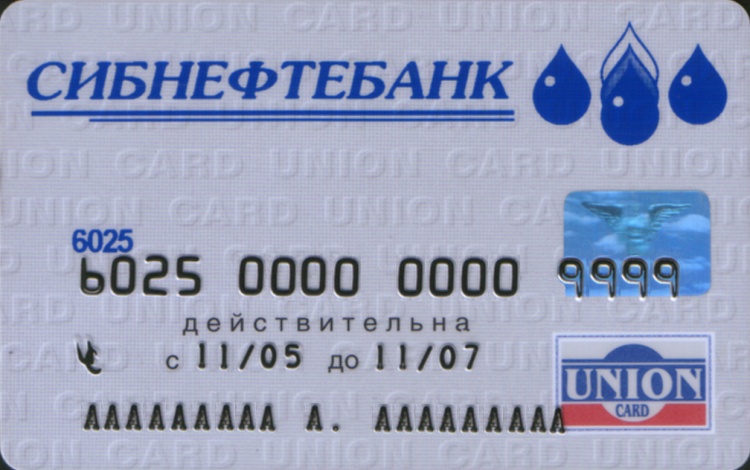 СИБНЕФТЕБАНК
6025
6025 0000 0000 9999
действительна
с 11/05 до 11/07
AAAAAAAAA A. AAAAAAAAA
UNION
CARD